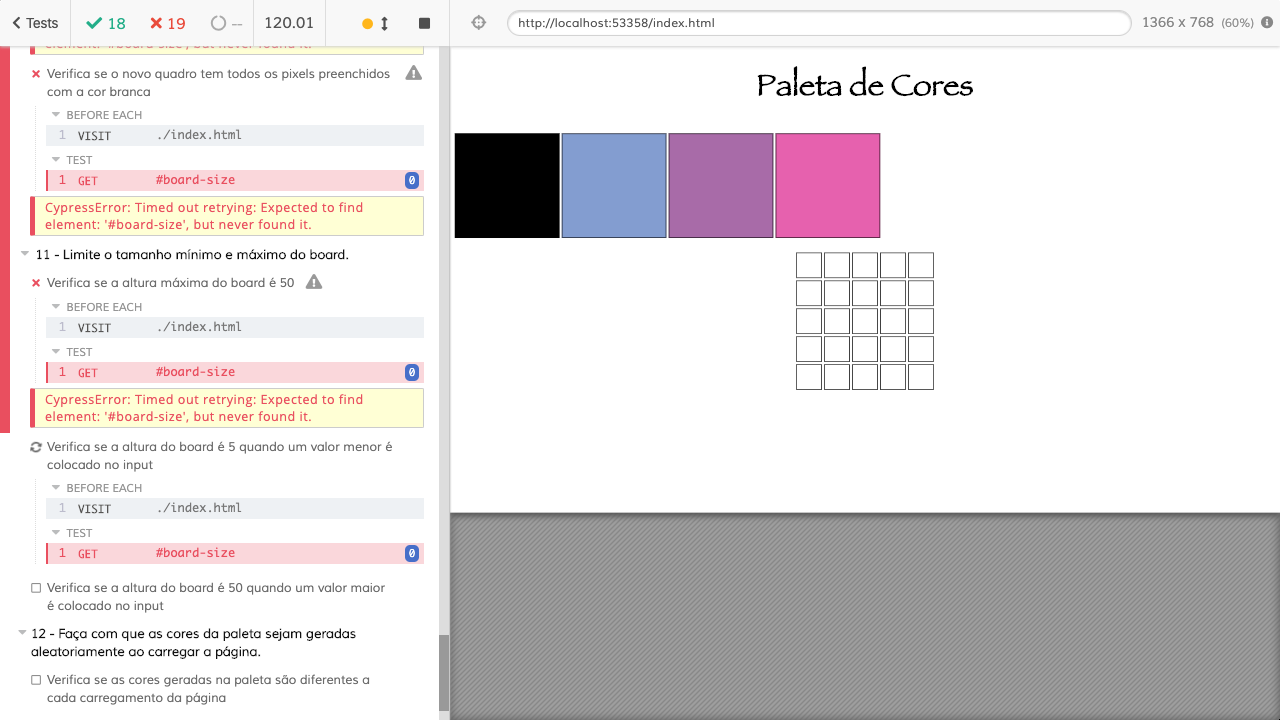 Tests 18 19 -- 120.01 http://localhost:53358/index.html 1366 x 768 (60%)
element: '#board-size', but never found it.
Verifica se o novo quadro tem todos os pixels preenchidos
com a cor branca
BEFORE EACH
1 VISIT ./index.html
TEST
1 GET #board-size 0
CypressError: Timed out retrying: Expected to find
element: '#board-size', but never found it.
11 - Limite o tamanho mínimo e máximo do board.
Verifica se a altura máxima do board é 50
BEFORE EACH
1 VISIT ./index.html
TEST
1 GET #board-size 0
CypressError: Timed out retrying: Expected to find
element: '#board-size', but never found it.
Verifica se a altura do board é 5 quando um valor menor é
colocado no input
BEFORE EACH
1 VISIT ./index.html
TEST
1 GET #board-size 0
Verifica se a altura do board é 50 quando um valor maior
é colocado no input
12 - Faça com que as cores da paleta sejam geradas
aleatoriamente ao carregar a página.
Verifica se as cores geradas na paleta são diferentes a
cada carregamento da página
Paleta de Cores